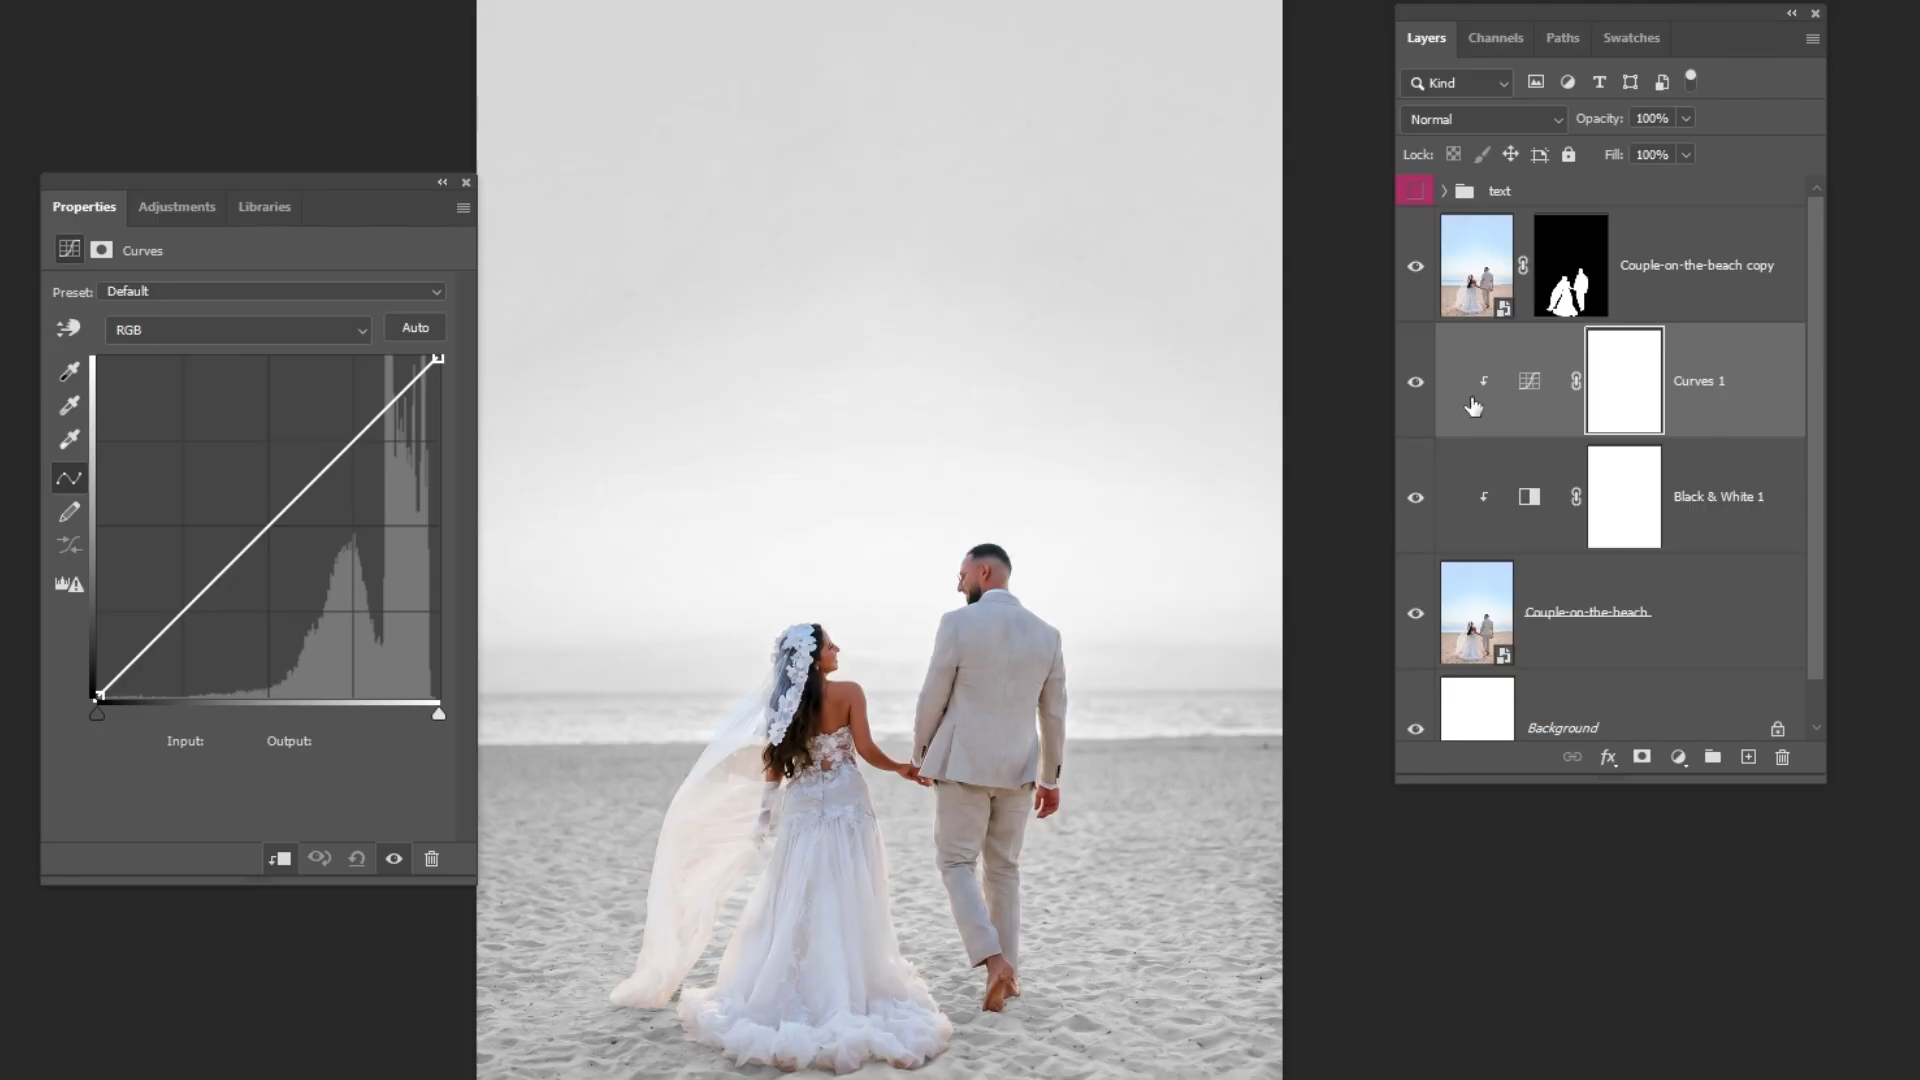 Properties
Adjustments
Libraries
Curves
Preset:
Default
RGB
Auto
Input:
Output:
Layers
Channels
Paths
Swatches
Kind
Normal
Opacity:
100%
Lock:
Fill:
100%
text
Couple-on-the-beach copy
Curves 1
Black & White 1
Couple-on-the-beach
Background
fx